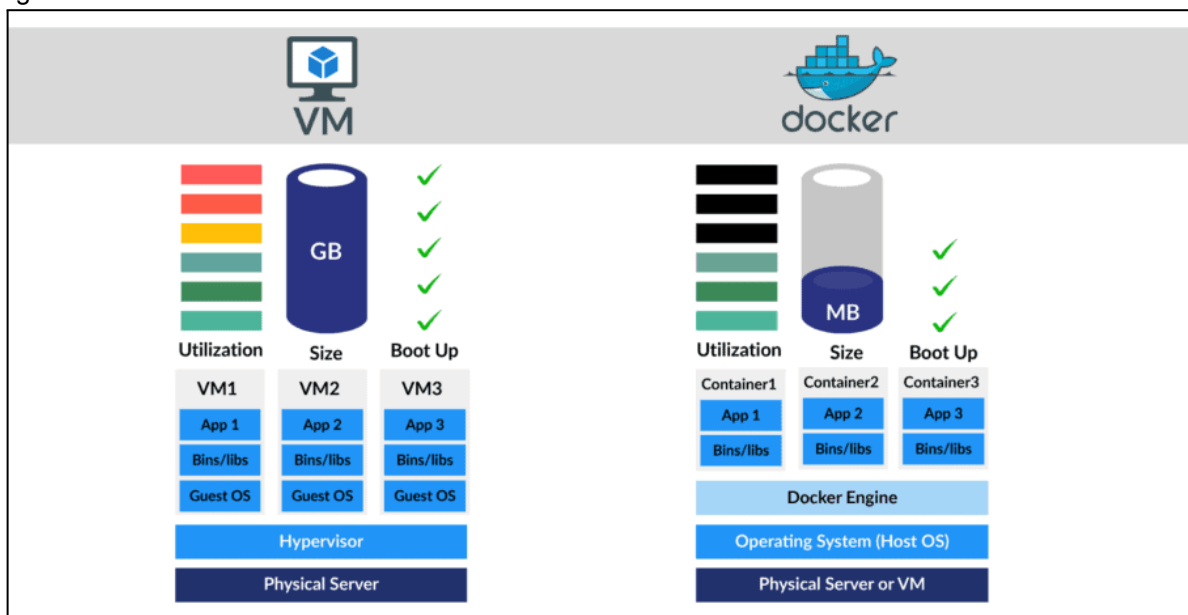 VM
docker
GB
MB
Utilization
Size
Boot Up
Utilization
Size
Boot Up
VM1
VM2
VM3
App 1
App 2
App 3
Bins/libs
Bins/libs
Bins/libs
Guest OS
Guest OS
Guest OS
Hypervisor
Physical Server
Container1
Container2
Container3
App 1
App 2
App 3
Bins/libs
Bins/libs
Bins/libs
Docker Engine
Operating System (Host OS)
Physical Server or VM